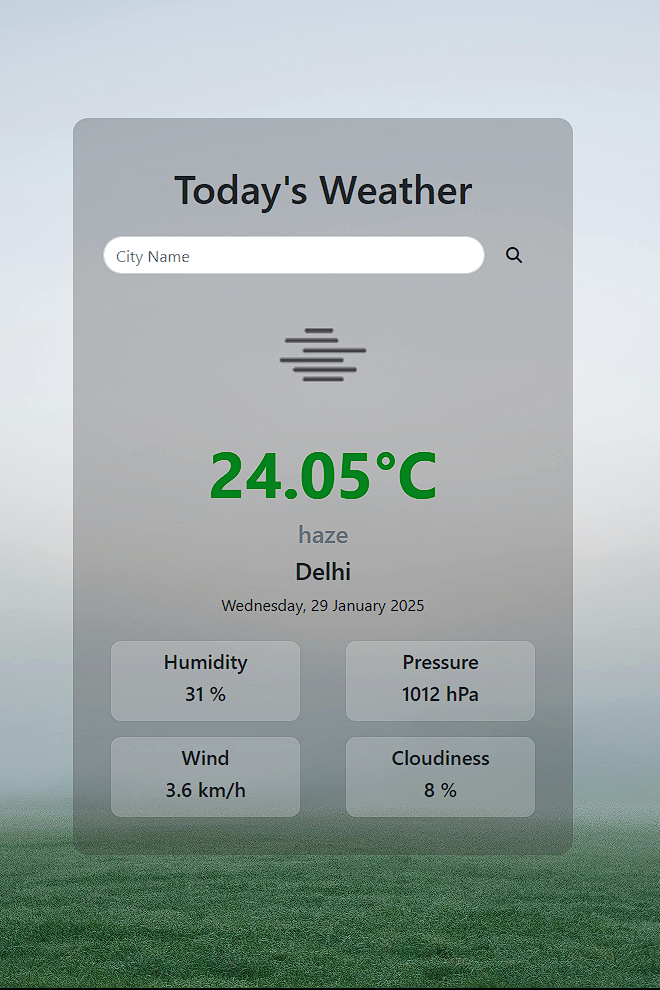 Today's Weather
City Name
24.05°C
haze
Delhi
Wednesday, 29 January 2025
Humidity
31 %
Pressure
1012 hPa
Wind
3.6 km/h
Cloudiness
8 %